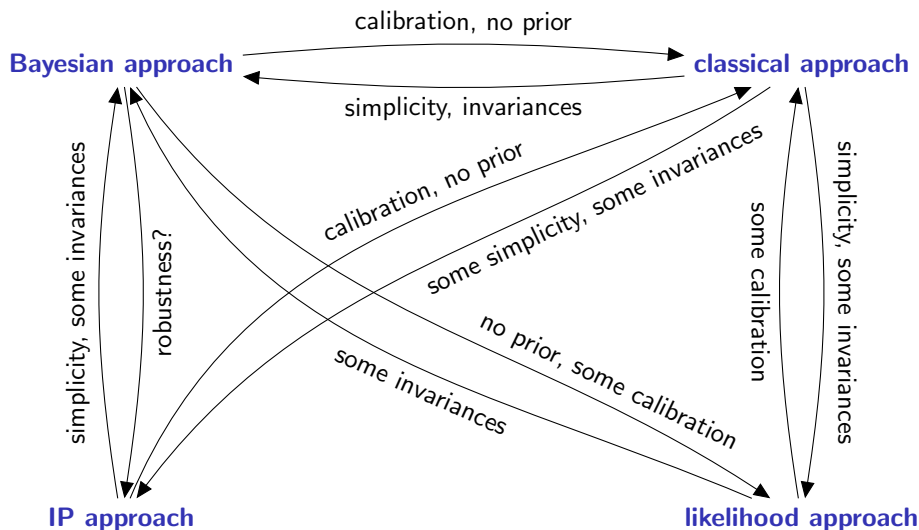 calibration, no prior
Bayesian approach
classical approach
simplicity, invariances
calibration, no prior
some simplicity, some invariances
simplicity, some invariances
robustness?
some calibration
simplicity, some invariances
no prior, some calibration
some invariances
IP approach
likelihood approach